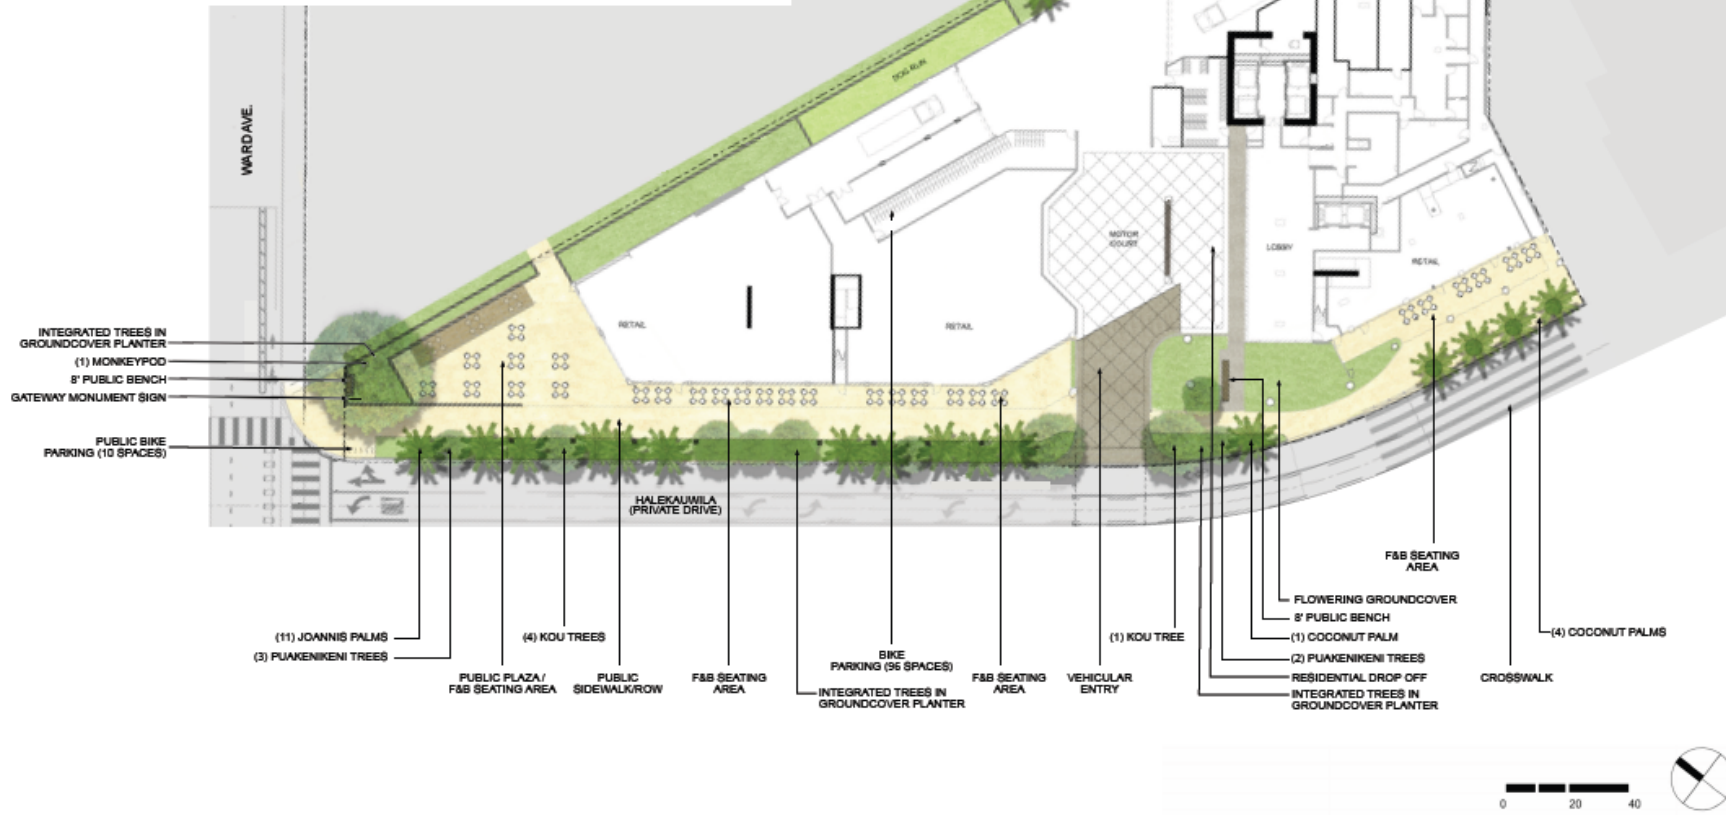 WARD AVE.
DOG RUN
MOTOR
COURT
LOBBY
RETAIL
RETAIL
RETAIL
INTEGRATED TREES IN
GROUNDCOVER PLANTER
(1) MONKEYPOD
8' PUBLIC BENCH
GATEWAY MONUMENT SIGN
PUBLIC BIKE
PARKING (10 SPACES)
HALEKAUWILA
(PRIVATE DRIVE)
(11) JOANNIS PALMS
(3) PUAKENIKENI TREES
(4) KOU TREES
PUBLIC PLAZA /
F&B SEATING AREA
PUBLIC
SIDEWALK/ROW
F&B SEATING
AREA
INTEGRATED TREES IN
GROUNDCOVER PLANTER
BIKE
PARKING (96 SPACES)
F&B SEATING
AREA
VEHICULAR
ENTRY
(1) KOU TREE
F&B SEATING
AREA
FLOWERING GROUNDCOVER
8' PUBLIC BENCH
(1) COCONUT PALM
(2) PUAKENIKENI TREES
RESIDENTIAL DROP OFF
INTEGRATED TREES IN
GROUNDCOVER PLANTER
CROSSWALK
(4) COCONUT PALMS
0 20 40